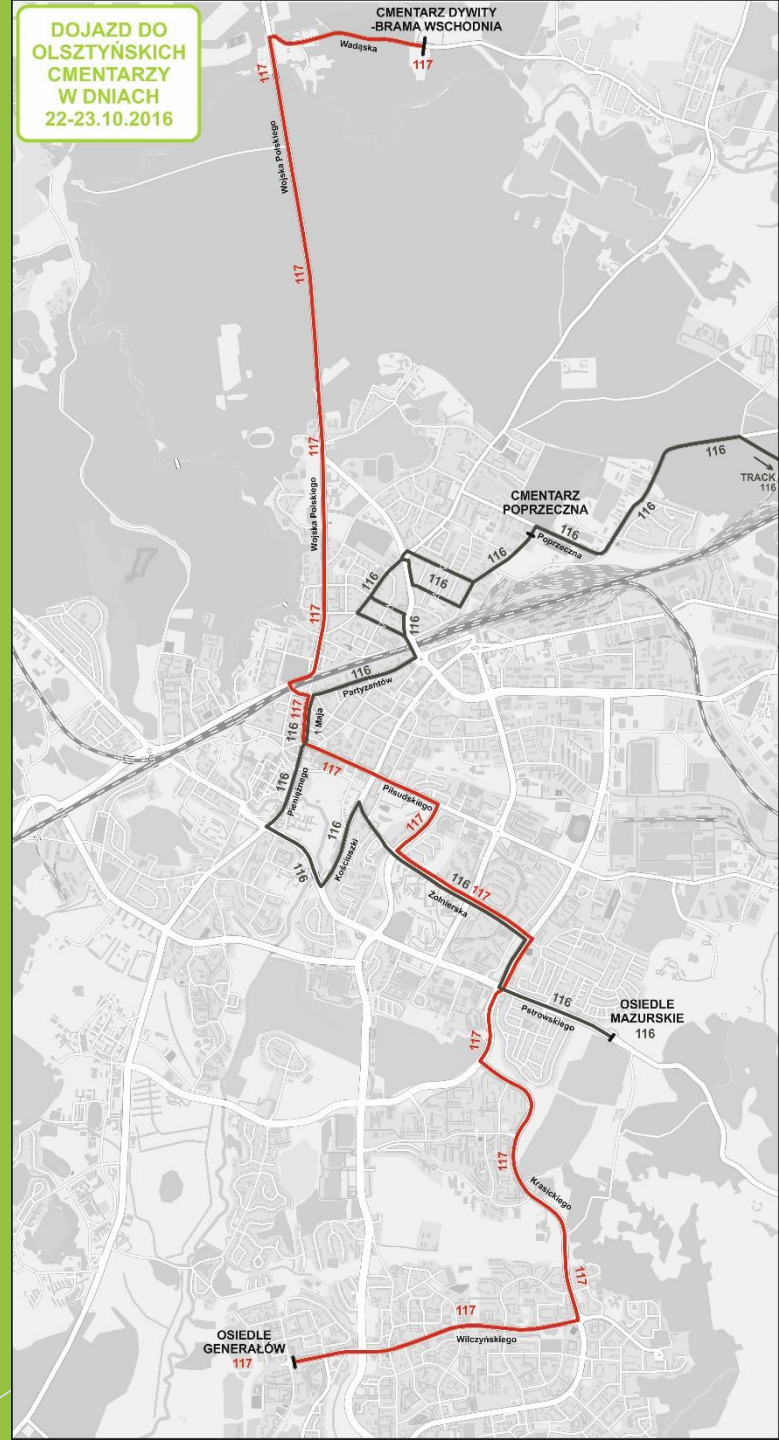 DOJAZD DO
OLSZTYŃSKICH
CMENTARZY
W DNIACH
22-23.10.2016
CMENTARZ DYWITY
-BRAMA WSCHODNIA
117
Wadąska
117
Wojska Polskiego
117
117
Wojska Polskiego
117
116
TRACK
116
CMENTARZ
POPRZECZNA
116
Poprzeczna
116
116
116
116
116
116
Partyzantów
116 117
1 Maja
116
Pieniężnego
117
Piłsudskiego
117
116
Kościuszki
116
116 117
Żołnierska
116
Pstrowskiego
OSIEDLE
MAZURSKIE
116
117
117
Krasickiego
117
117
Wilczyńskiego
OSIEDLE
GENERAŁÓW
117